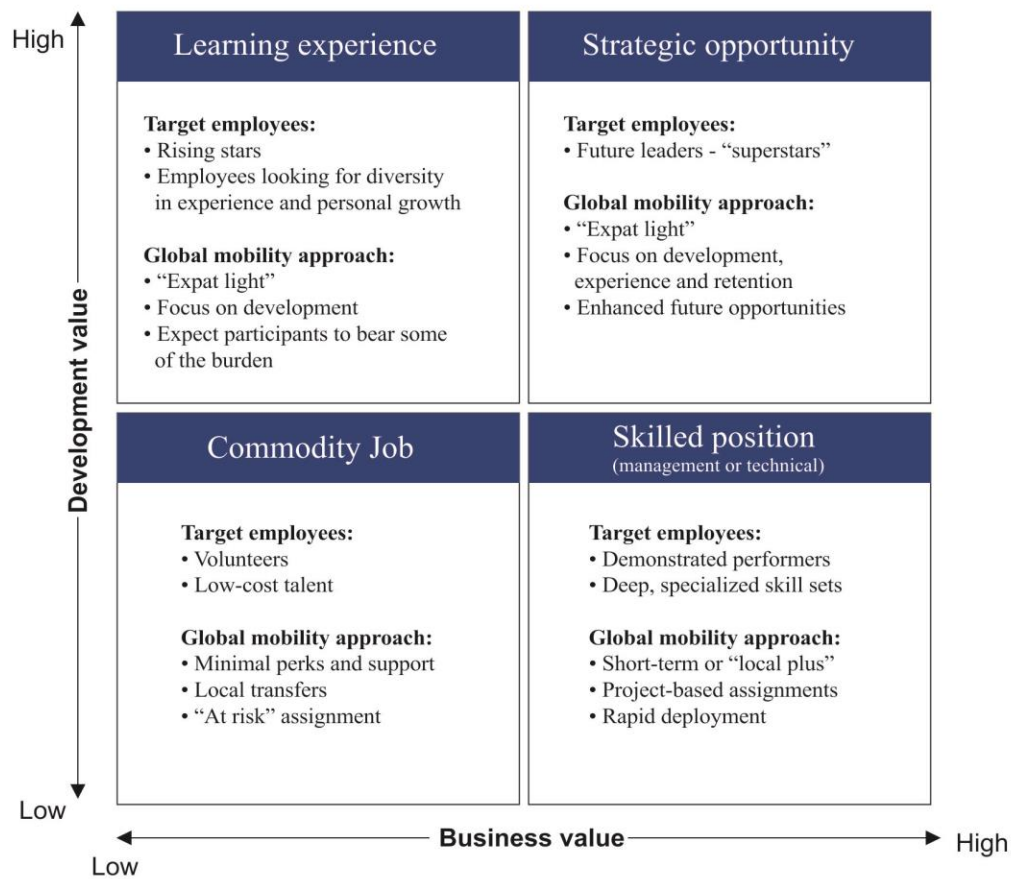 High
Learning experience
Target employees:
• Rising stars
• Employees looking for diversity
in experience and personal growth
Global mobility approach:
• “Expat light”
• Focus on development
• Expect participants to bear some
of the burden
Strategic opportunity
Target employees:
• Future leaders - “superstars”
Global mobility approach:
• “Expat light”
• Focus on development,
experience and retention
• Enhanced future opportunities
Development value
Commodity Job
Target employees:
• Volunteers
• Low-cost talent
Global mobility approach:
• Minimal perks and support
• Local transfers
• “At risk” assignment
Skilled position
(management or technical)
Target employees:
• Demonstrated performers
• Deep, specialized skill sets
Global mobility approach:
• Short-term or “local plus”
• Project-based assignments
• Rapid deployment
Low
Low
Business value
High